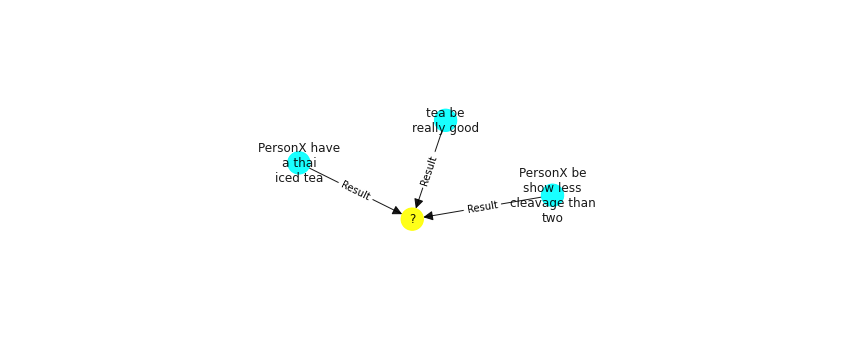 tea be
really good
PersonX have
a thai
iced tea
Result
Result
PersonX be
show less
cleavage than
two
Result
?